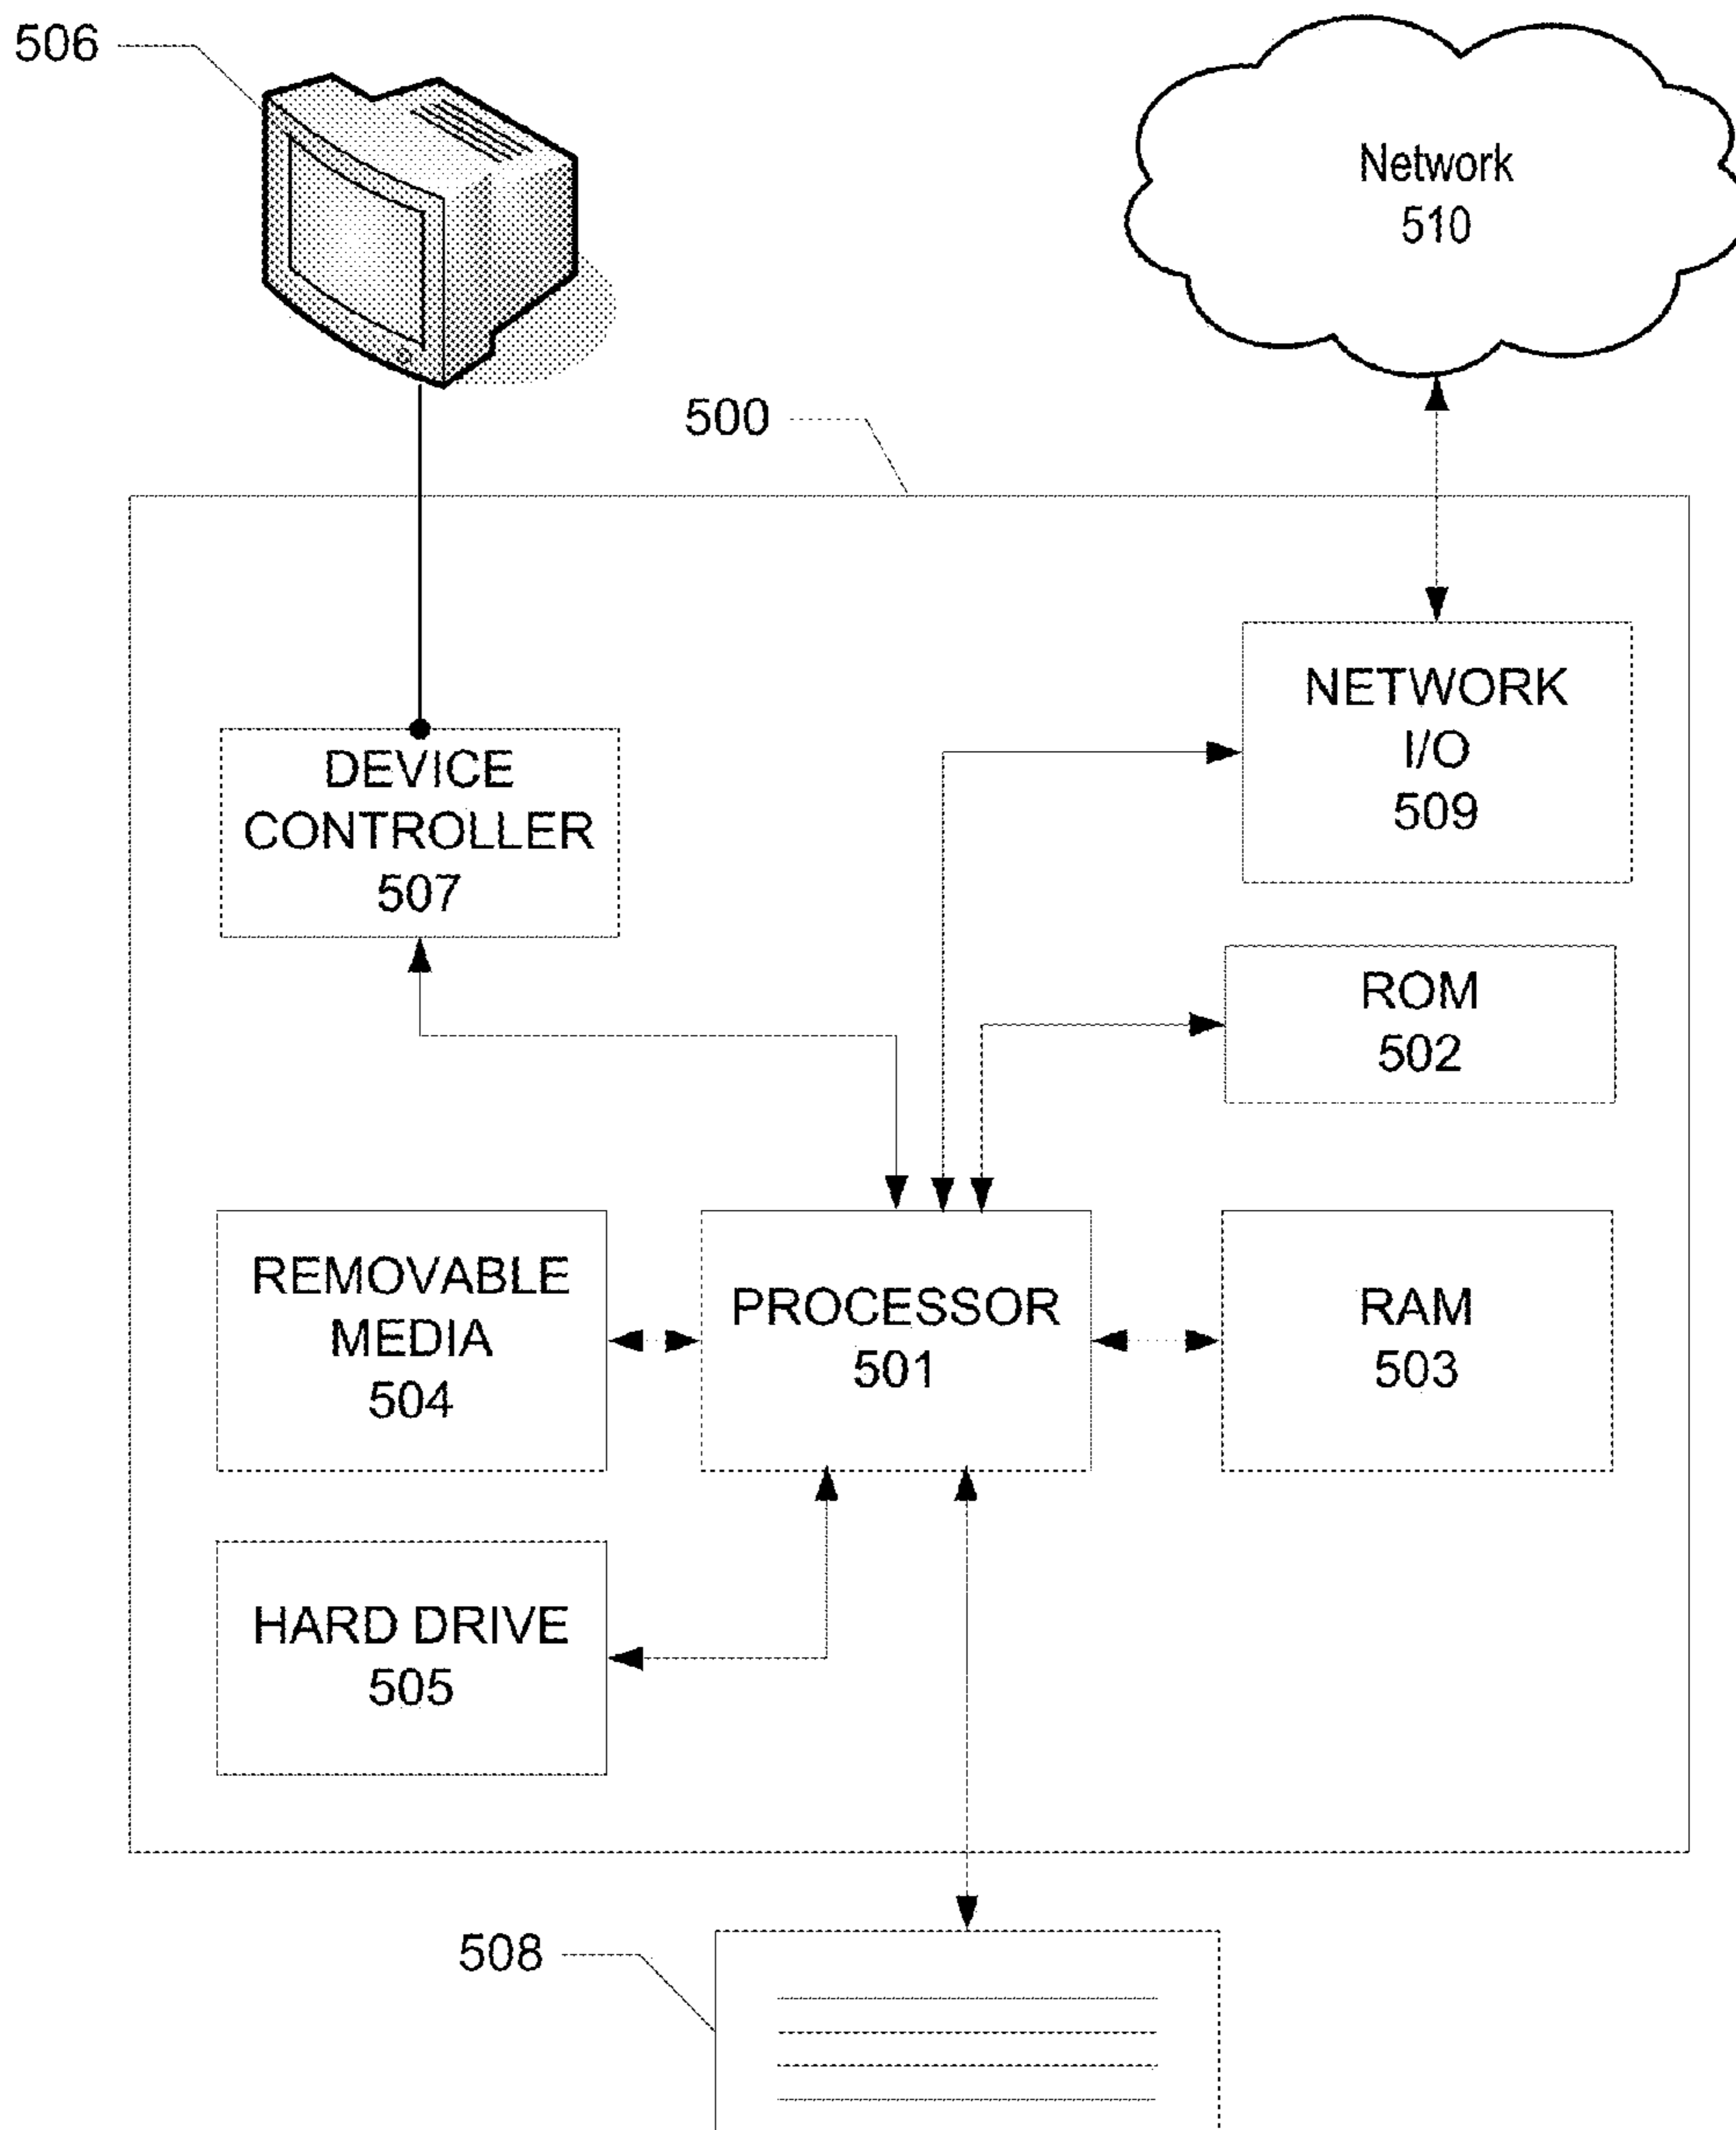 506
Network
510
500
NETWORK
I/O
509
DEVICE
CONTROLLER
507
ROM
502
REMOVABLE
MEDIA
504
PROCESSOR
501
RAM
503
HARD DRIVE
505
508